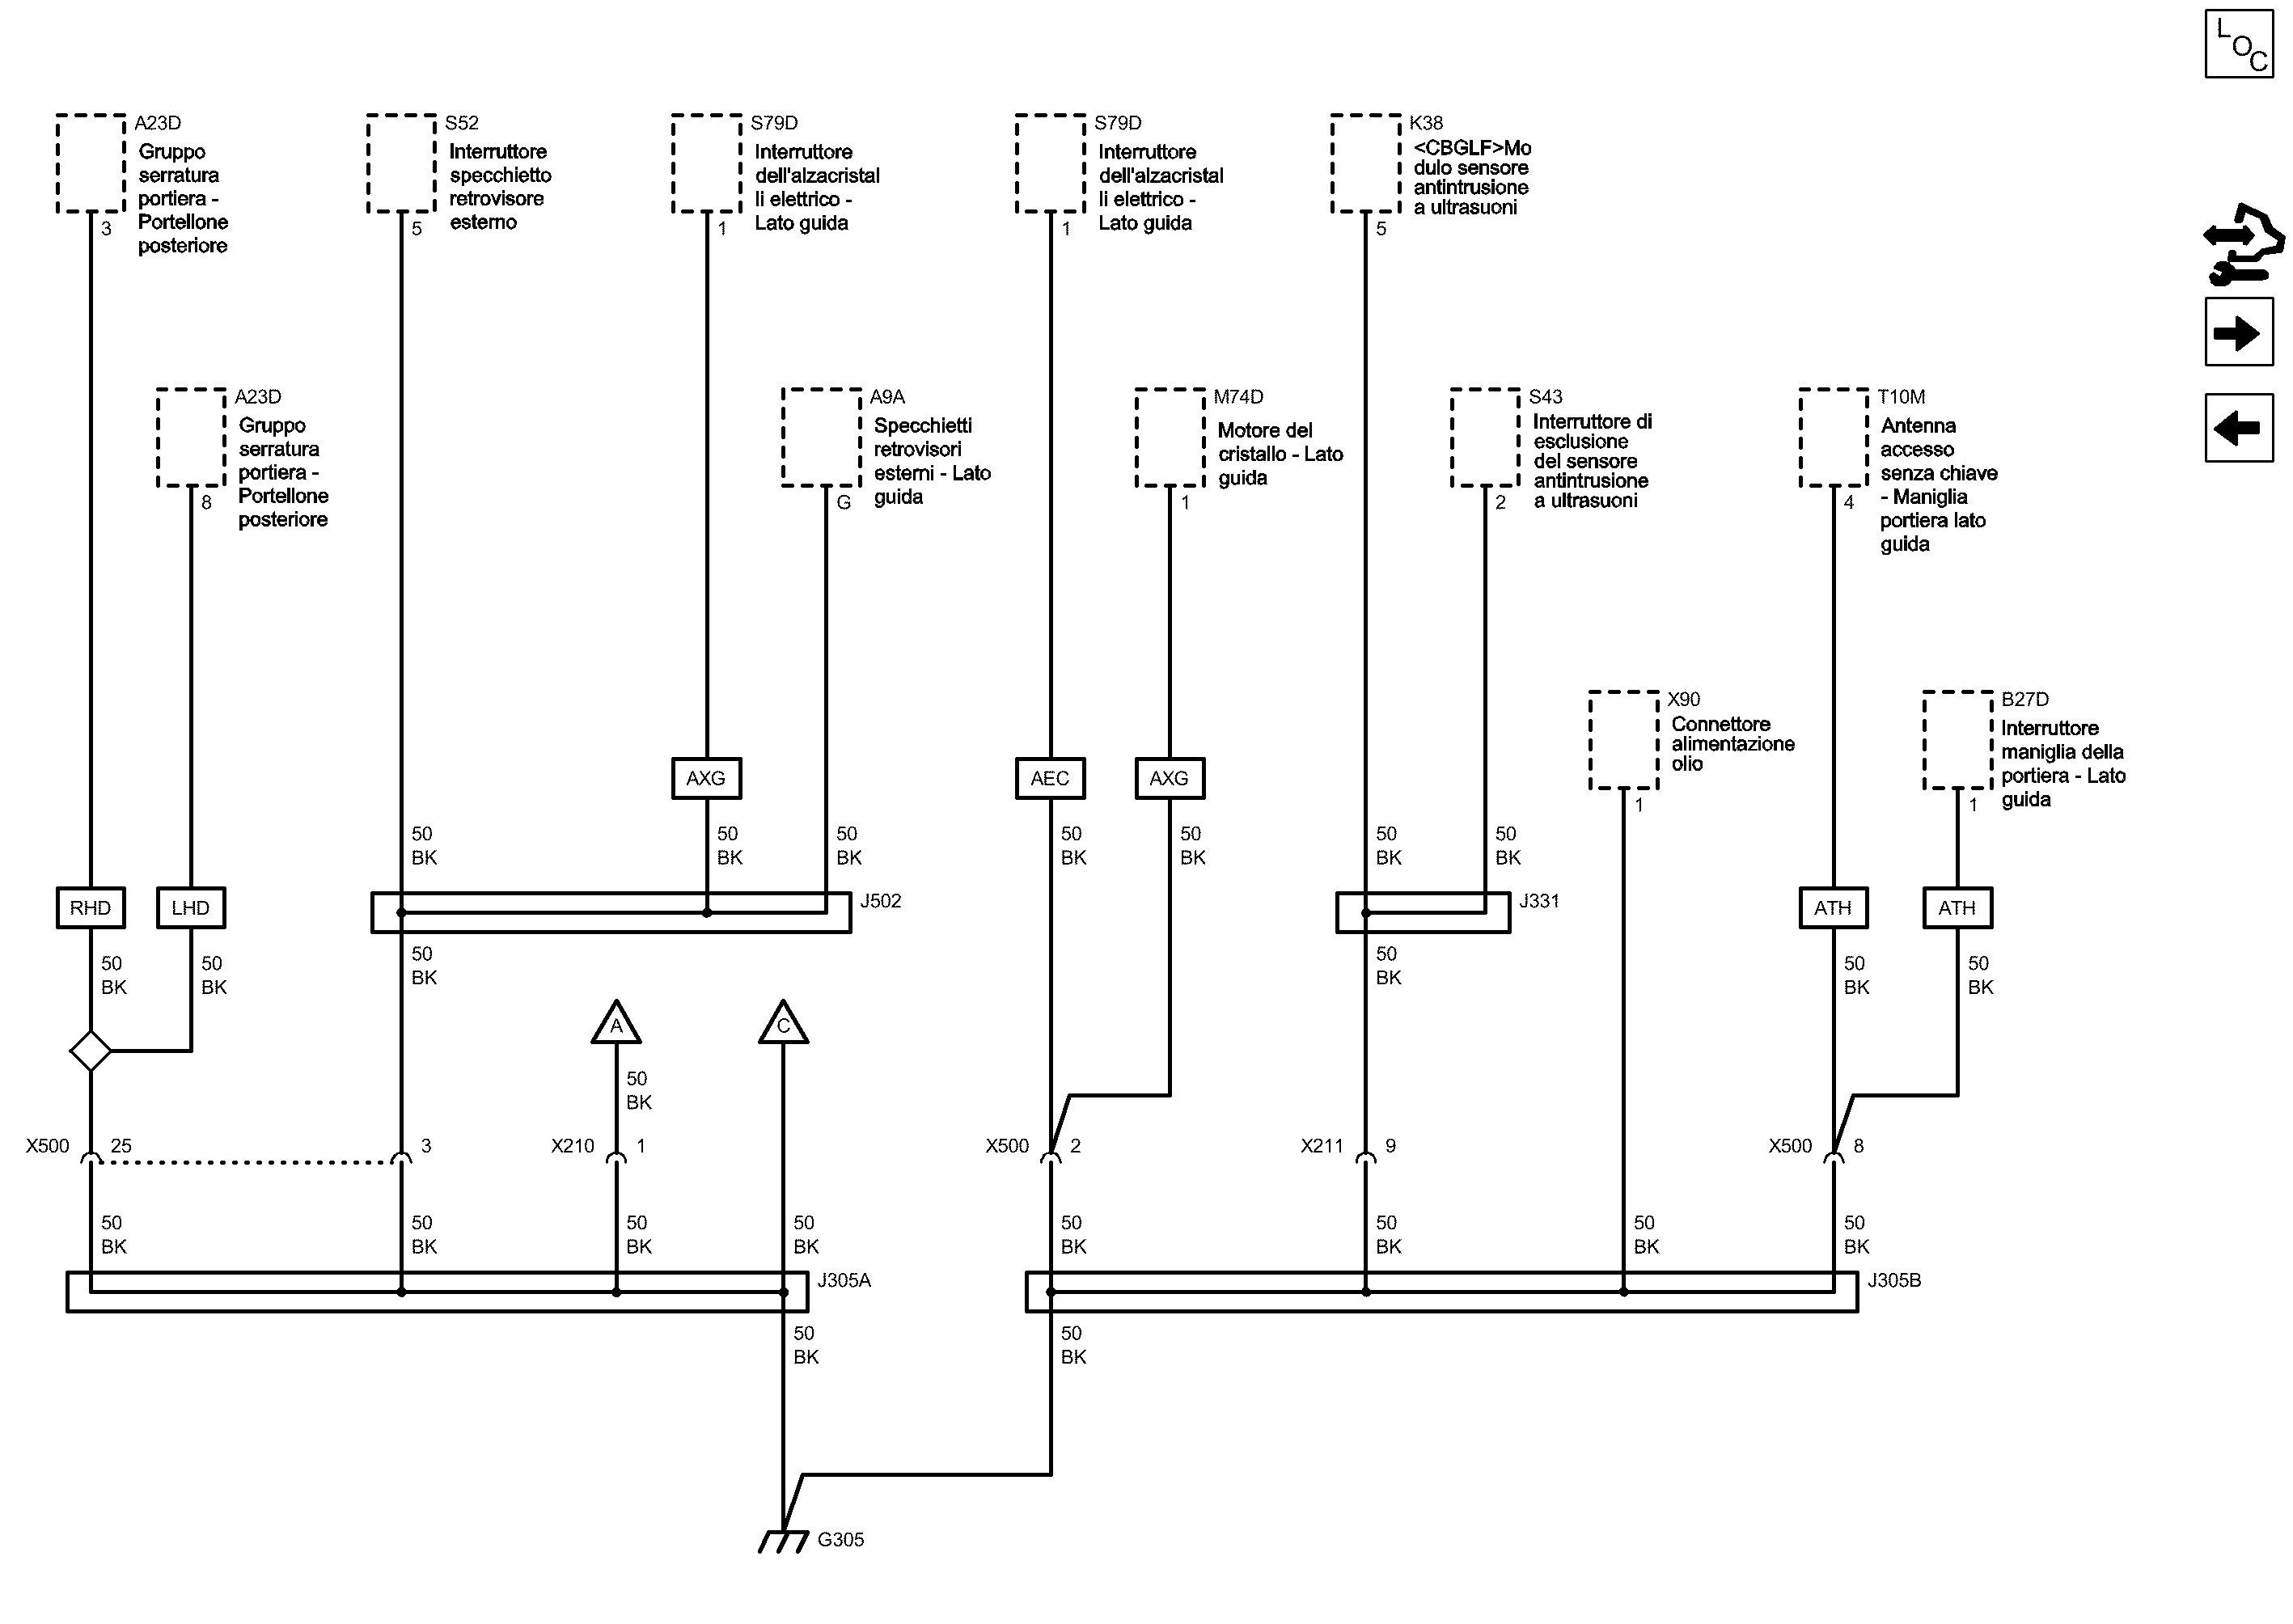 L
O
C
A23D
Gruppo
serratura
portiera -
Portellone
posteriore
3
S52
Interruttore
specchietto
retrovisore
esterno
5
S79D
Interruttore
dell'alzacristal
li elettrico -
Lato guida
1
S79D
Interruttore
dell'alzacristal
li elettrico -
Lato guida
1
K38
<CBGLF>Mo
dulo sensore
antintrusione
a ultrasuoni
5
A23D
Gruppo
serratura
portiera -
Portellone
posteriore
8
A9A
Specchietti
retrovisori
esterni - Lato
guida
G
M74D
Motore del
cristallo - Lato
guida
1
S43
Interruttore di
esclusione
del sensore
antintrusione
a ultrasuoni
2
T10M
Antenna
accesso
senza chiave
- Maniglia
portiera lato
guida
4
X90
Connettore
alimentazione
olio
1
B27D
Interruttore
maniglia della
portiera - Lato
guida
1
AXG
AEC
AXG
50
BK
50
BK
50
BK
50
BK
50
BK
50
BK
50
BK
RHD
LHD
J502
J331
ATH
ATH
50
BK
50
BK
50
BK
50
BK
50
BK
50
BK
A
C
50
BK
X500
25
3
X210
1
X500
2
X211
9
X500
8
50
BK
50
BK
50
BK
50
BK
50
BK
50
BK
50
BK
50
BK
J305A
J305B
50
BK
50
BK
G305